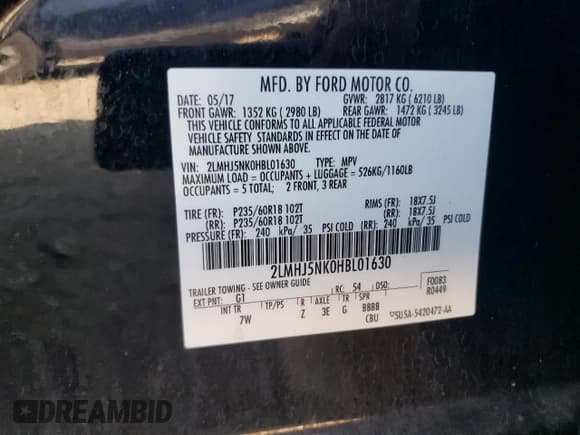 MFD. BY FORD MOTOR CO.
DATE: 05/17 GVWR: 2817 KG ( 6210 LB)
FRONT GAWR: 1352 KG ( 2980 LB) REAR GAWR: 1472 KG ( 3245 LB)
THIS VEHICLE CONFORMS TO ALL APPLICABLE FEDERAL MOTOR
VEHICLE SAFETY STANDARDS IN EFFECT ON THE DATE OF
MANUFACTURE SHOWN ABOVE.
VIN: 2LMHJ5NK0HBL01630 TYPE: MPV
MAXIMUM LOAD = OCCUPANTS + LUGGAGE = 526KG/1160LB
OCCUPANTS = 5 TOTAL; 2 FRONT, 3 REAR
TIRE (FR): P235/60R18 102T RIMS (FR): 18X7.5J
(RR): P235/60R18 102T (RR): 18X7.5J
PRESSURE (FR): 240 kPa/ 35 PSI COLD (RR): 240 kPa/ 35 PSI COLD
2LMHJ5NK0HBL01630
TRAILER TOWING - SEE OWNER GUIDE
EXT PNT: G1 RC: 54 DSO: F0083
R0449
INT TR TP/PS R AXLE TR SPR
7W Z 3E G BBBB
CBU 5U5A-5420472-AA
DREAMBID